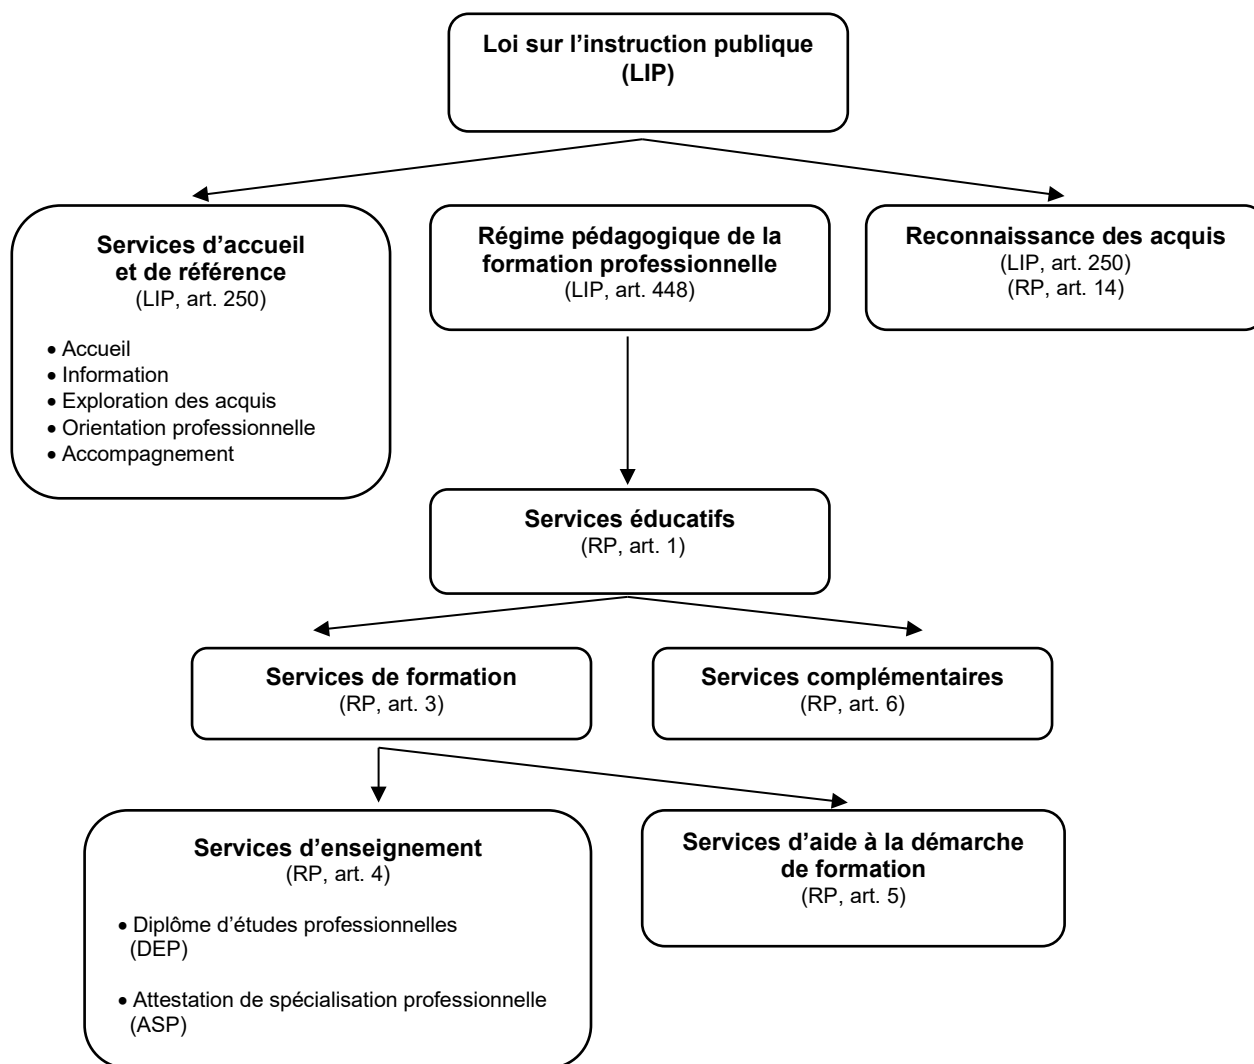 Loi sur l’instruction publique
(LIP)
Services d’accueil
et de référence
(LIP, art. 250)
• Accueil
• Information
• Exploration des acquis
• Orientation professionnelle
• Accompagnement
Régime pédagogique de la
formation professionnelle
(LIP, art. 448)
Reconnaissance des acquis
(LIP, art. 250)
(RP, art. 14)
Services éducatifs
(RP, art. 1)
Services de formation
(RP, art. 3)
Services complémentaires
(RP, art. 6)
Services d’enseignement
(RP, art. 4)
• Diplôme d’études professionnelles
(DEP)
• Attestation de spécialisation professionnelle
(ASP)
Services d’aide à la démarche
de formation
(RP, art. 5)